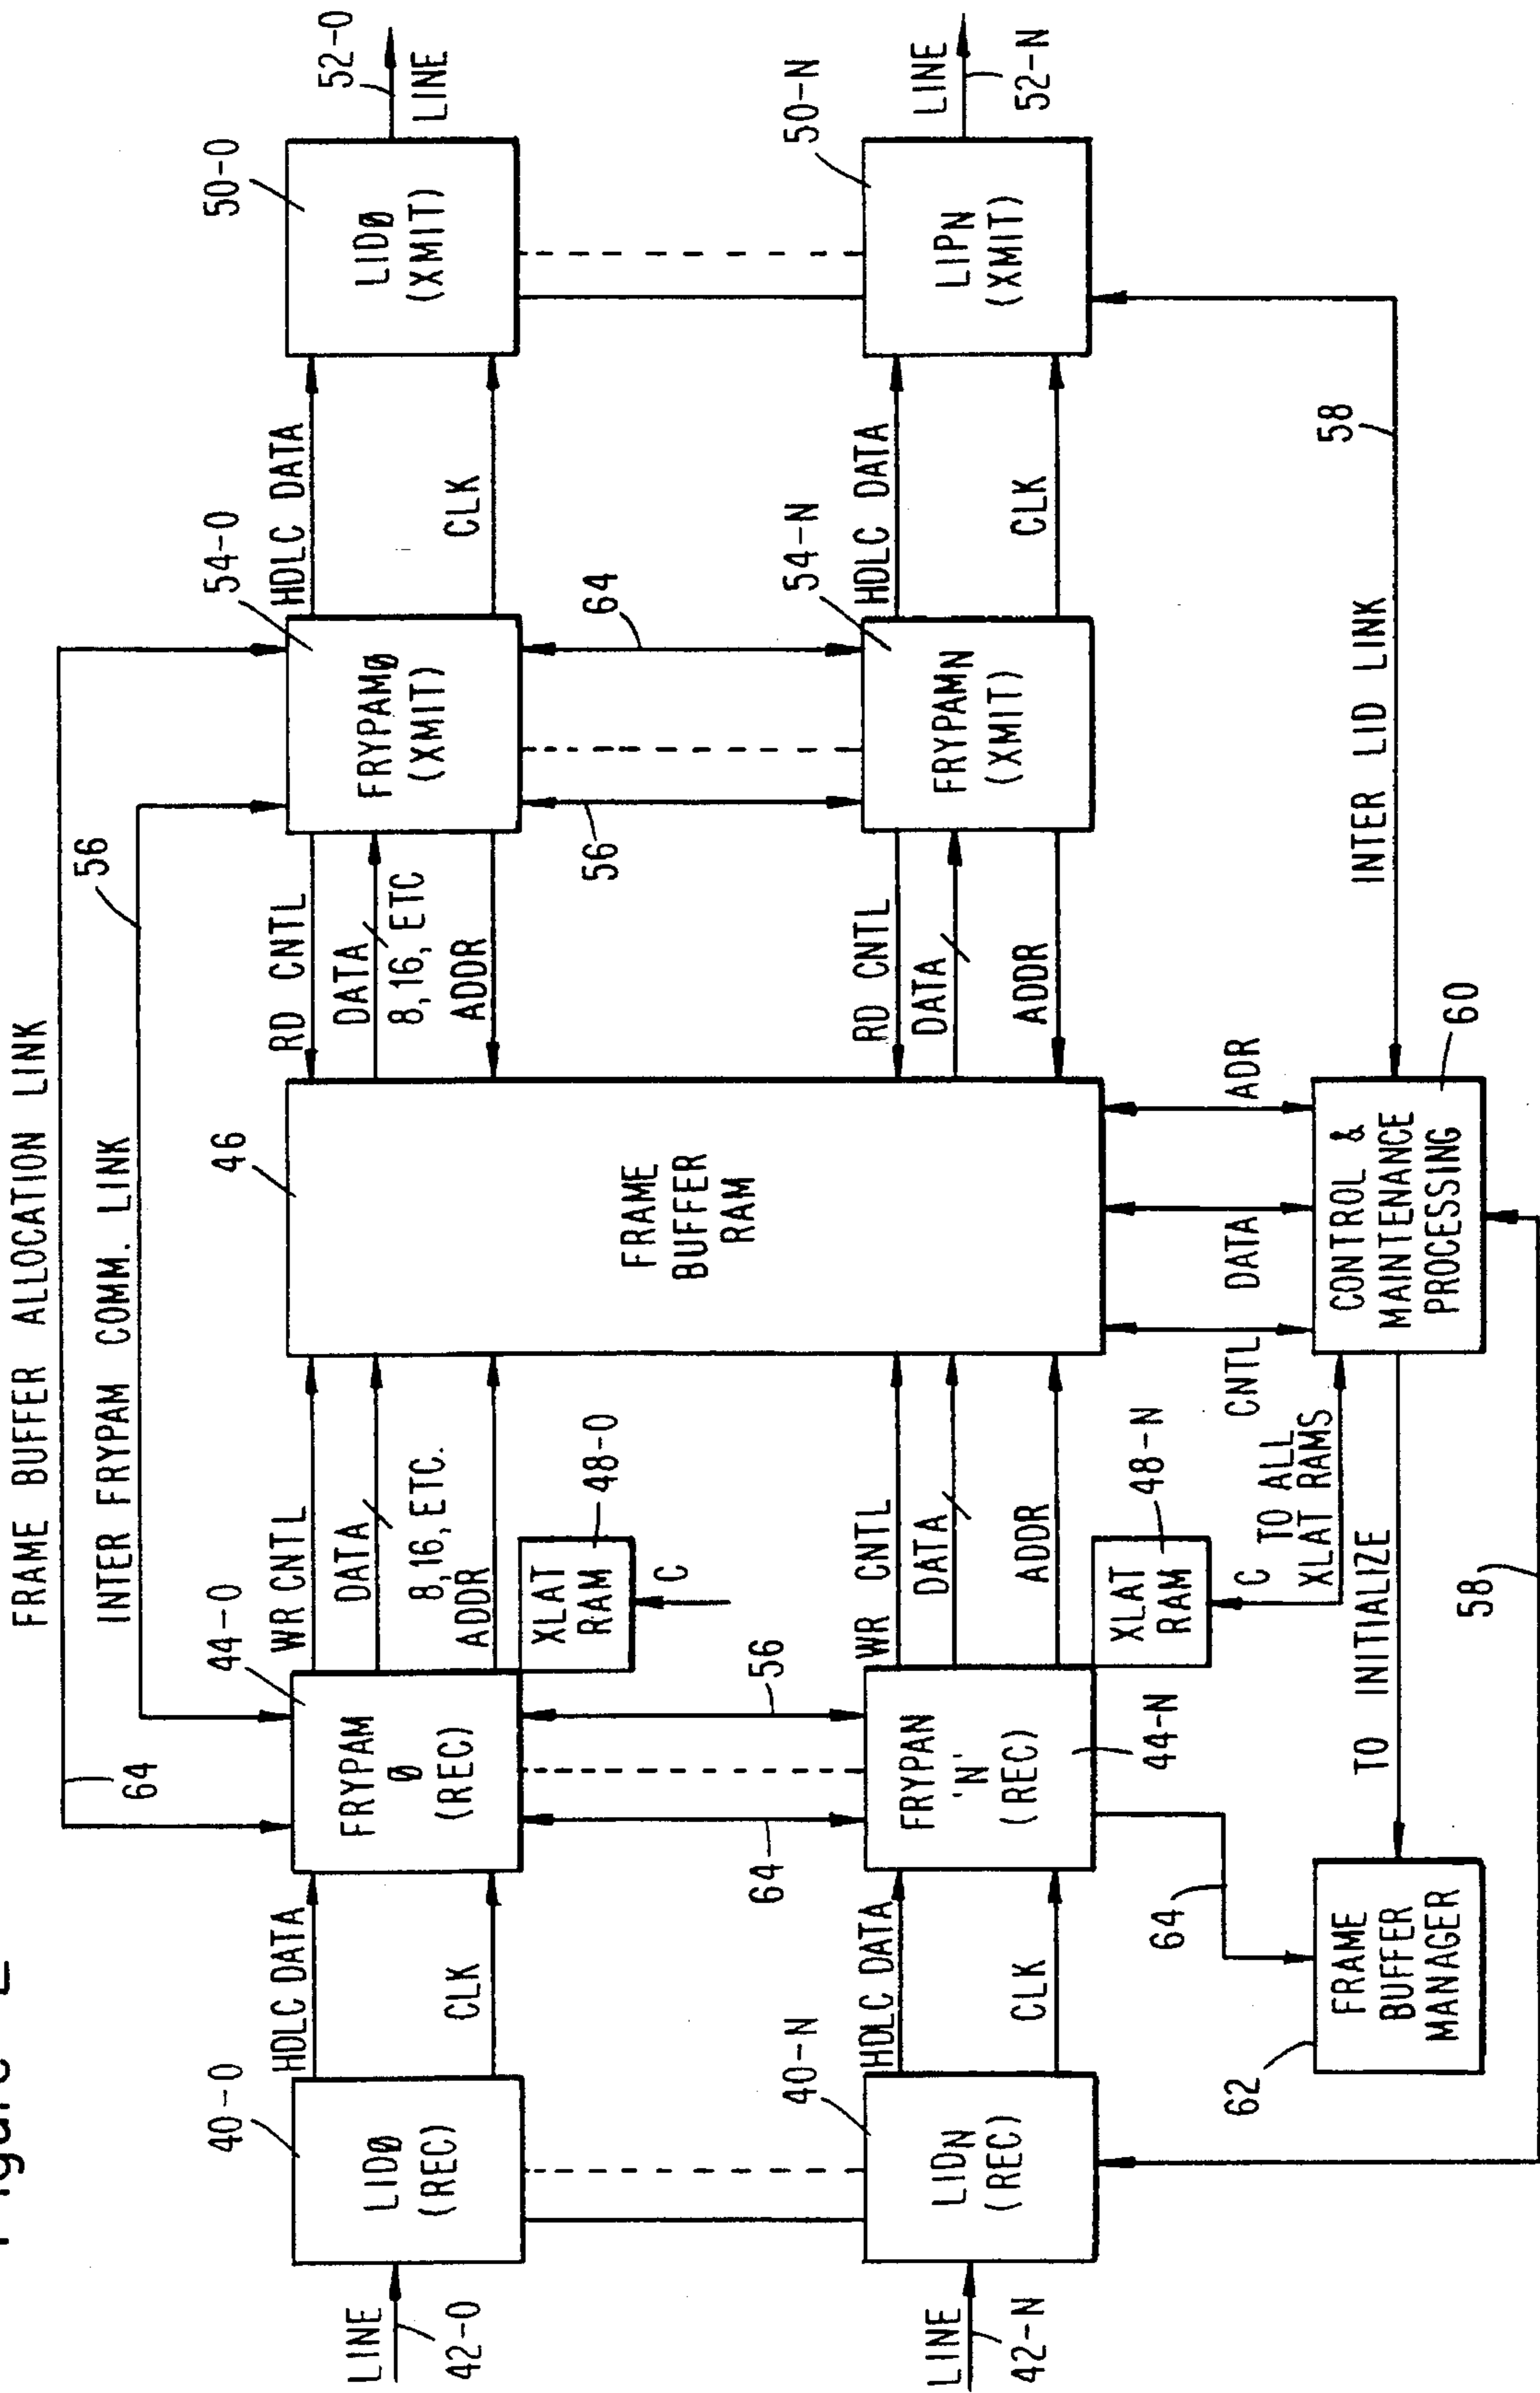 Figure 2
FRAME BUFFER ALLOCATION LINK
64
INTER FRYPAM COMM. LINK
56
40-0
LIDØ
(REC)
LINE
42-0
HDLC DATA
CLK
44-0
FRYPAM
Ø
(REC)
WR CNTL
DATA
8,16, ETC.
ADDR
XLAT
RAM
48-0
C
46
FRAME
BUFFER
RAM
RD CNTL
DATA
8,16, ETC
ADDR
54-0
FRYPAMØ
(XMIT)
HDLC DATA
CLK
50-0
LIDØ
(XMIT)
52-0
LINE
64
56
56
64
40-N
LIDN
(REC)
LINE
42-N
HDLC DATA
CLK
FRYPAN
'N'
(REC)
44-N
WR CNTL
DATA
ADDR
XLAT
RAM
48-N
C TO ALL
XLAT RAMS
RD CNTL
DATA
ADDR
54-N
FRYPAMN
(XMIT)
HDLC DATA
CLK
50-N
LIPN
(XMIT)
LINE
52-N
64
62
FRAME
BUFFER
MANAGER
TO INITIALIZE
CNTL
DATA
ADR
CONTROL &
MAINTENANCE
PROCESSING
60
INTER LID LINK
58
58